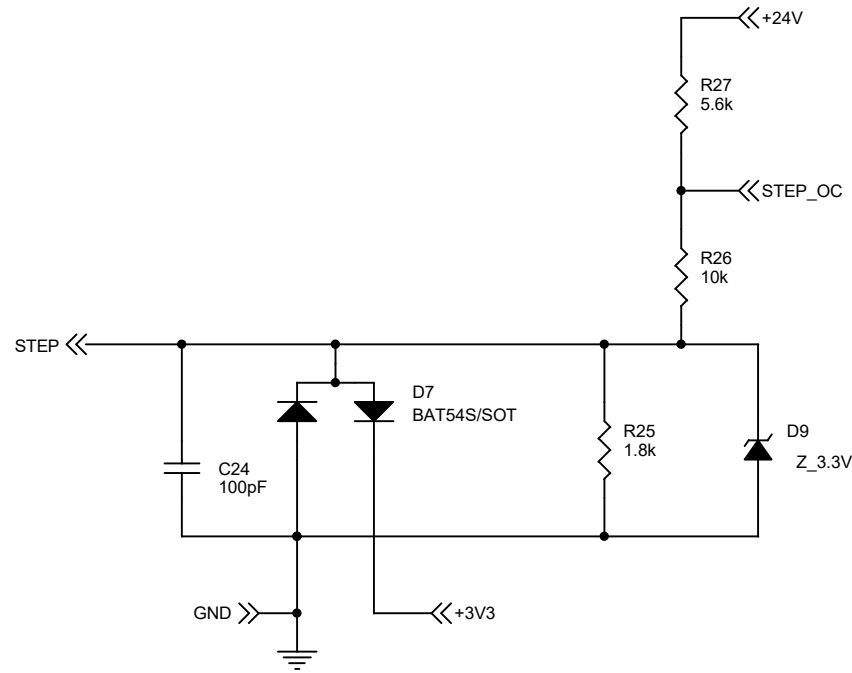 +24V
R27
5.6k
STEP_OC
R26
10k
STEP
D7
BAT54S/SOT
R25
1.8k
D9
Z_3.3V
C24
100pF
GND
+3V3